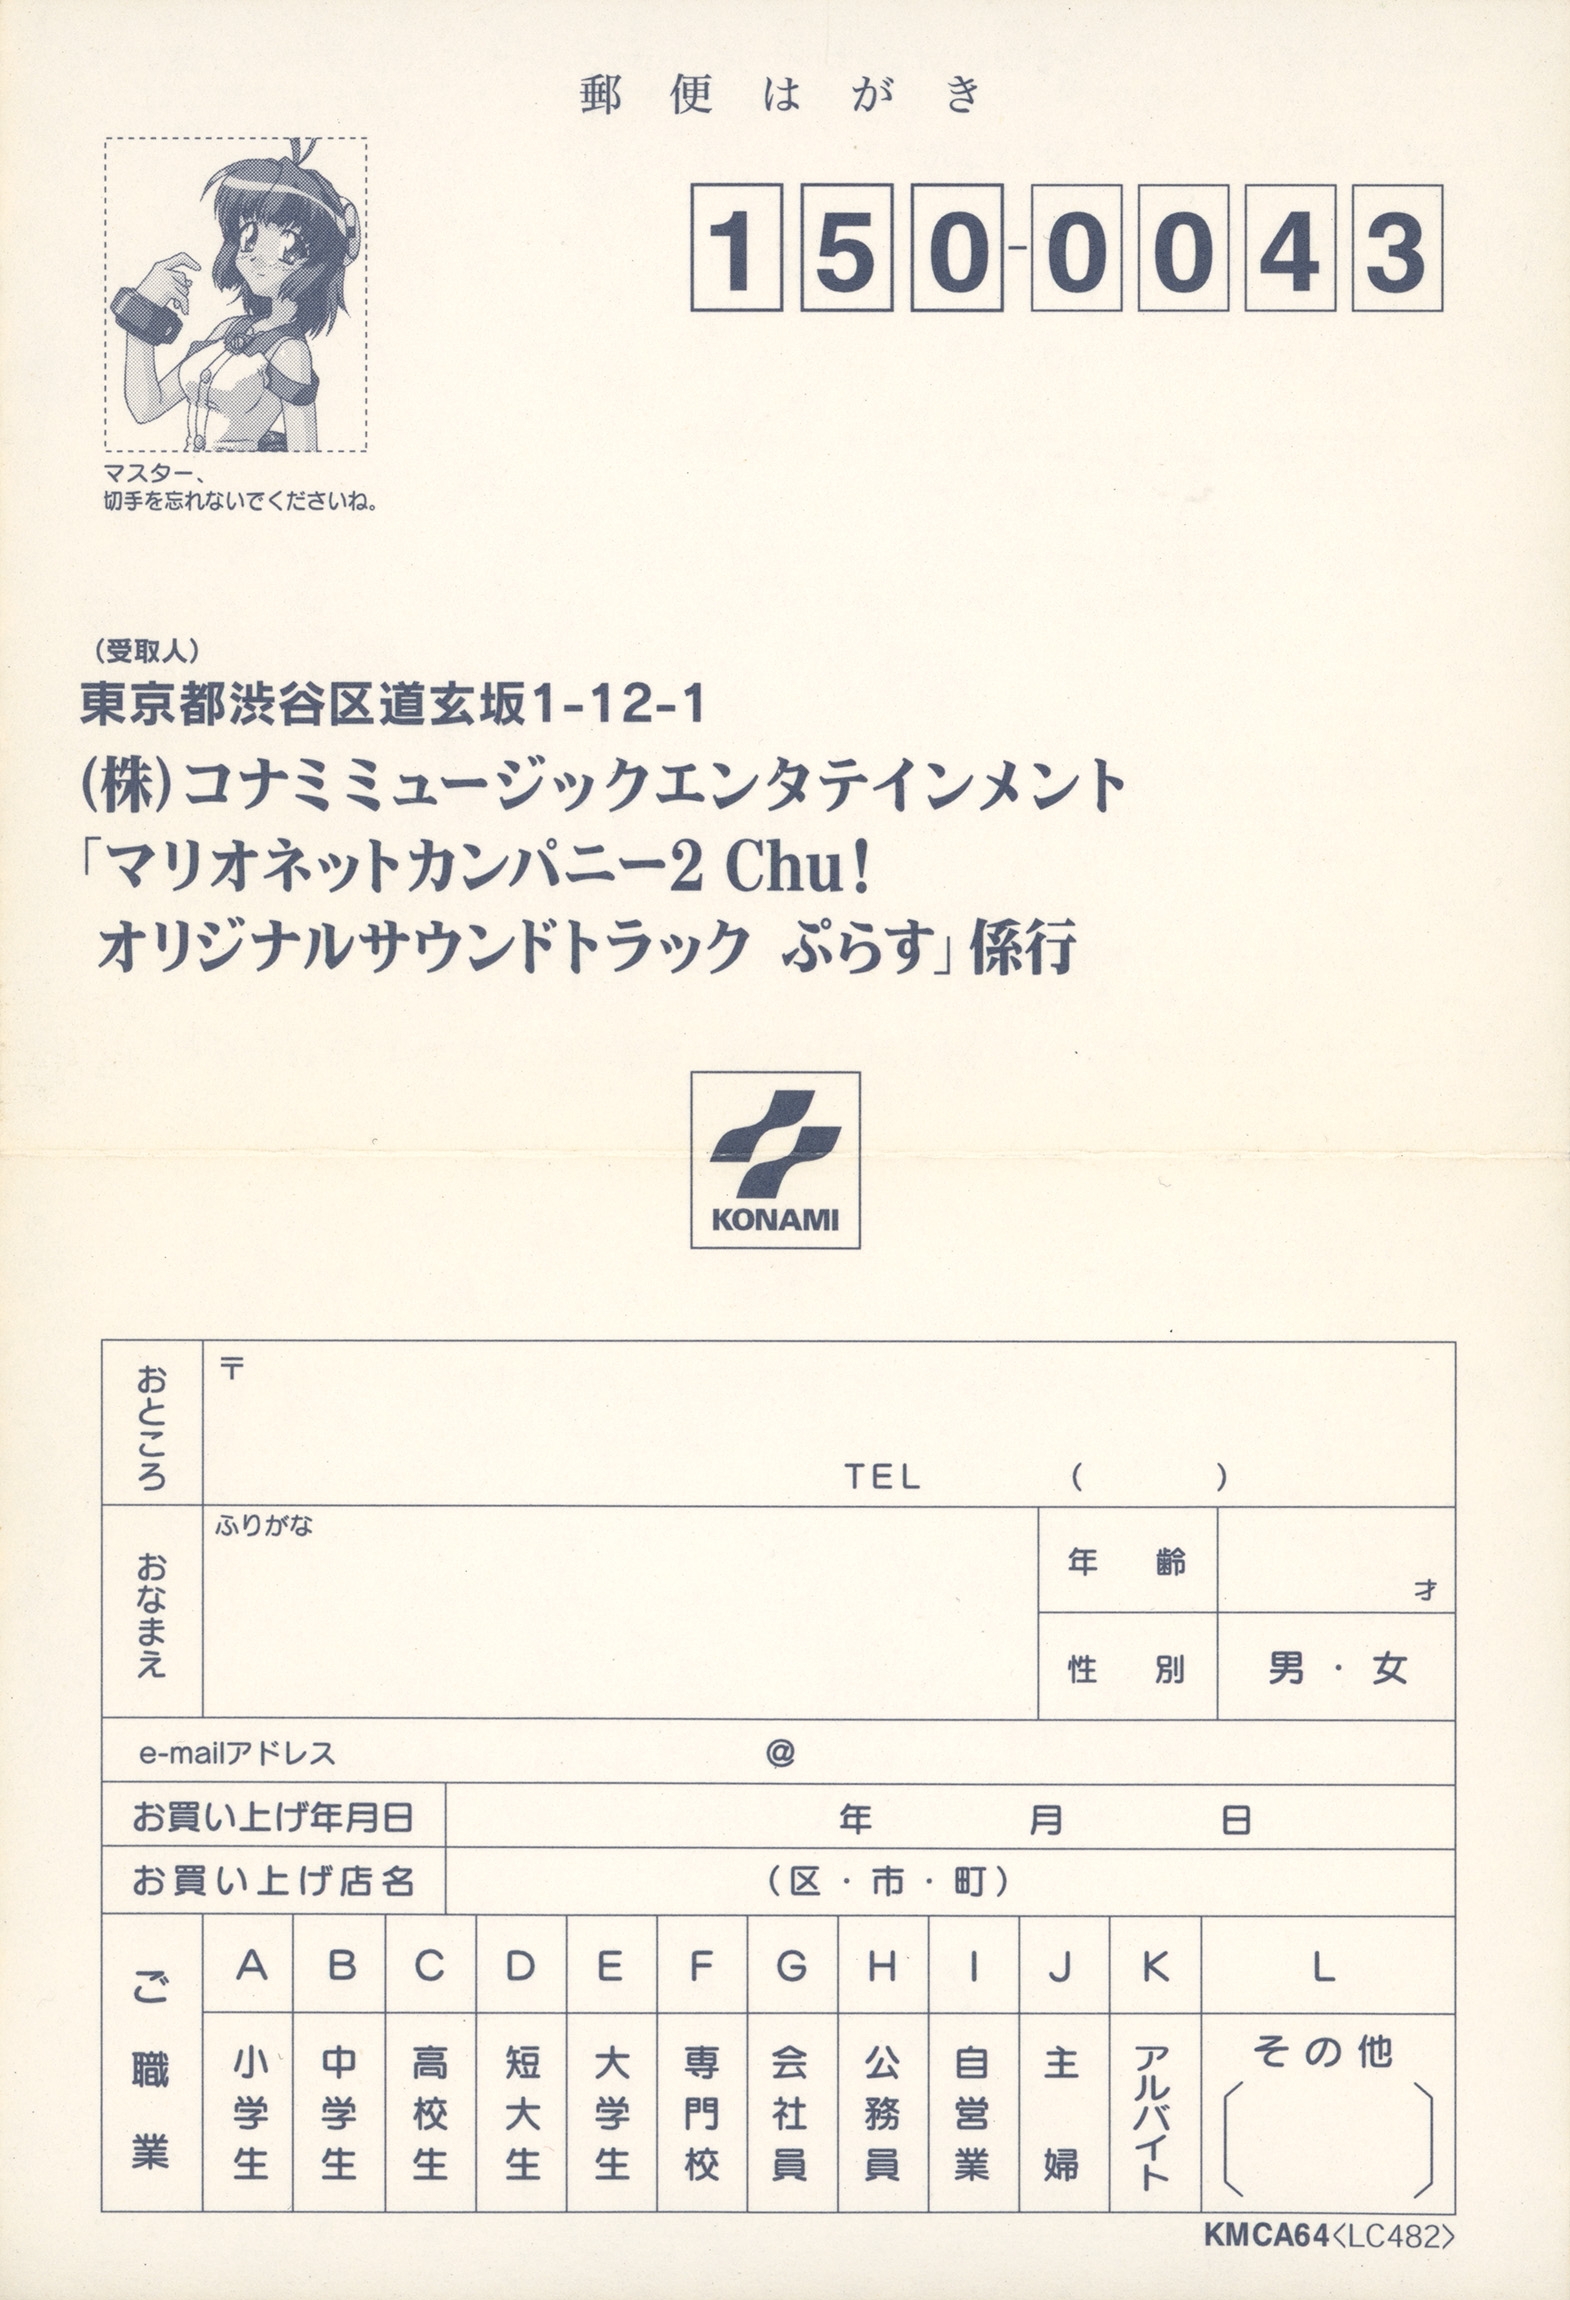 郵便はがき
150-0043
マスター、
切手を忘れないでくださいね。
（受取人）
東京都渋谷区道玄坂1-12-1
(株)コナミミュージックエンタテインメント
「マリオネットカンパニー2 Chu!
オリジナルサウンドトラック ぷらす」係行
KONAMI
おところ
〒
TEL ( )
おなまえ
ふりがな
年齢
才
性別
男・女
e-mailアドレス @
お買い上げ年月日 年 月 日
お買い上げ店名 （区・市・町）
ご職業
A B C D E F G H I J K L
小学生 中学生 高校生 短大生 大学生 専門校 会社員 公務員 自営業 主婦 アルバイト その他
KMCA64〈LC482〉